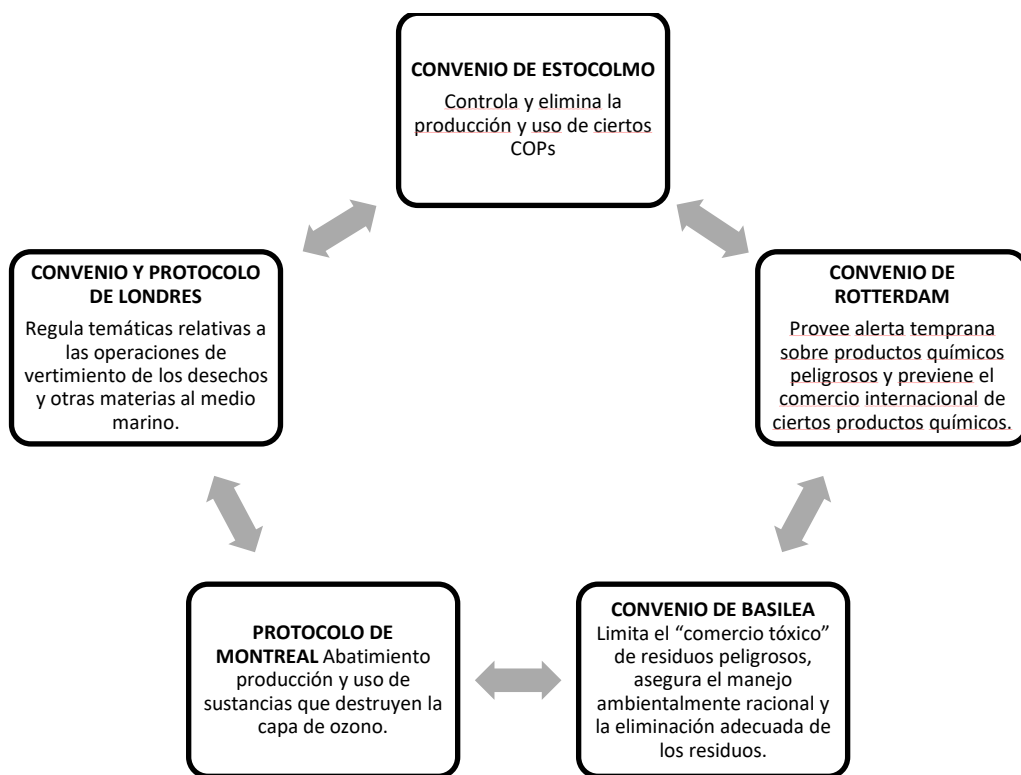 CONVENIO DE ESTOCOLMO
Controla y elimina la
producción y uso de ciertos
COPs
CONVENIO Y PROTOCOLO
DE LONDRES
Regula temáticas relativas a
las operaciones de
vertimiento de los desechos
y otras materias al medio
marino.
CONVENIO DE
ROTTERDAM
Provee alerta temprana
sobre productos químicos
peligrosos y previene el
comercio internacional de
ciertos productos químicos.
PROTOCOLO DE
MONTREAL Abatimiento
producción y uso de
sustancias que destruyen la
capa de ozono.
CONVENIO DE BASILEA
Limita el “comercio tóxico”
de residuos peligrosos,
asegura el manejo
ambientalmente racional y
la eliminación adecuada de
los residuos.